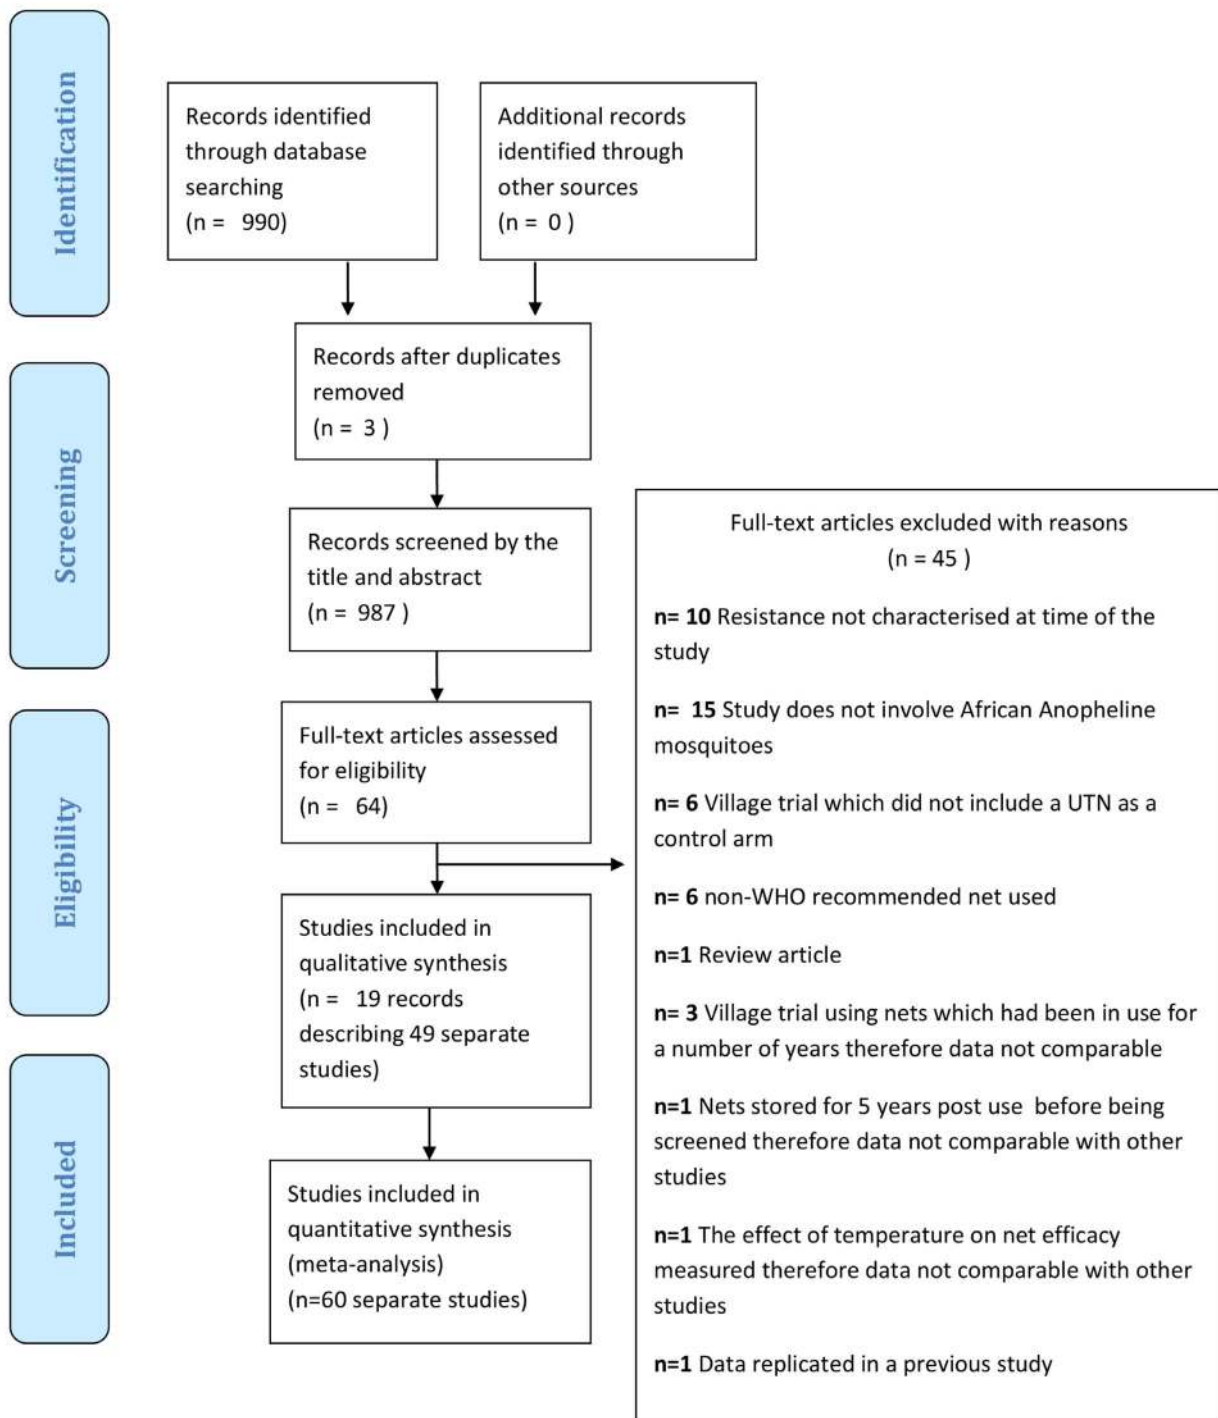 Identification
Records identified
through database
searching
(n = 990)
Additional records
identified through
other sources
(n = 0 )
Records after duplicates
removed
(n = 3 )
Screening
Records screened by the
title and abstract
(n = 987 )
Full-text articles assessed
for eligibility
(n = 64)
Eligibility
Studies included in
qualitative synthesis
(n = 19 records
describing 49 separate
studies)
Included
Studies included in
quantitative synthesis
(meta-analysis)
(n=60 separate studies)
Full-text articles excluded with reasons
(n = 45 )
n= 10 Resistance not characterised at time of the
study
n= 15 Study does not involve African Anopheline
mosquitoes
n= 6 Village trial which did not include a UTN as a
control arm
n= 6 non-WHO recommended net used
n=1 Review article
n= 3 Village trial using nets which had been in use for
a number of years therefore data not comparable
n=1 Nets stored for 5 years post use before being
screened therefore data not comparable with other
studies
n=1 The effect of temperature on net efficacy
measured therefore data not comparable with other
studies
n=1 Data replicated in a previous study